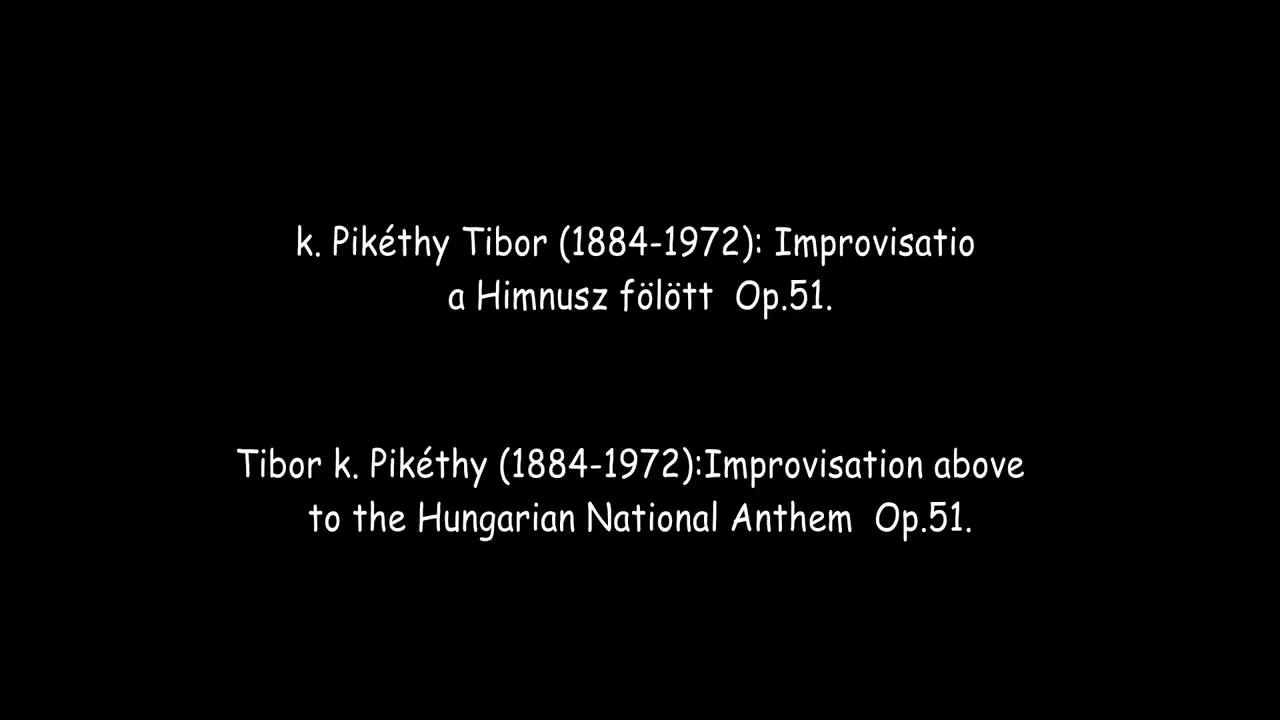 k. Pikéthy Tibor (1884-1972): Improvisatio
a Himnusz fölött  Op.51.
Tibor k. Pikéthy (1884-1972):Improvisation above
to the Hungarian National Anthem  Op.51.